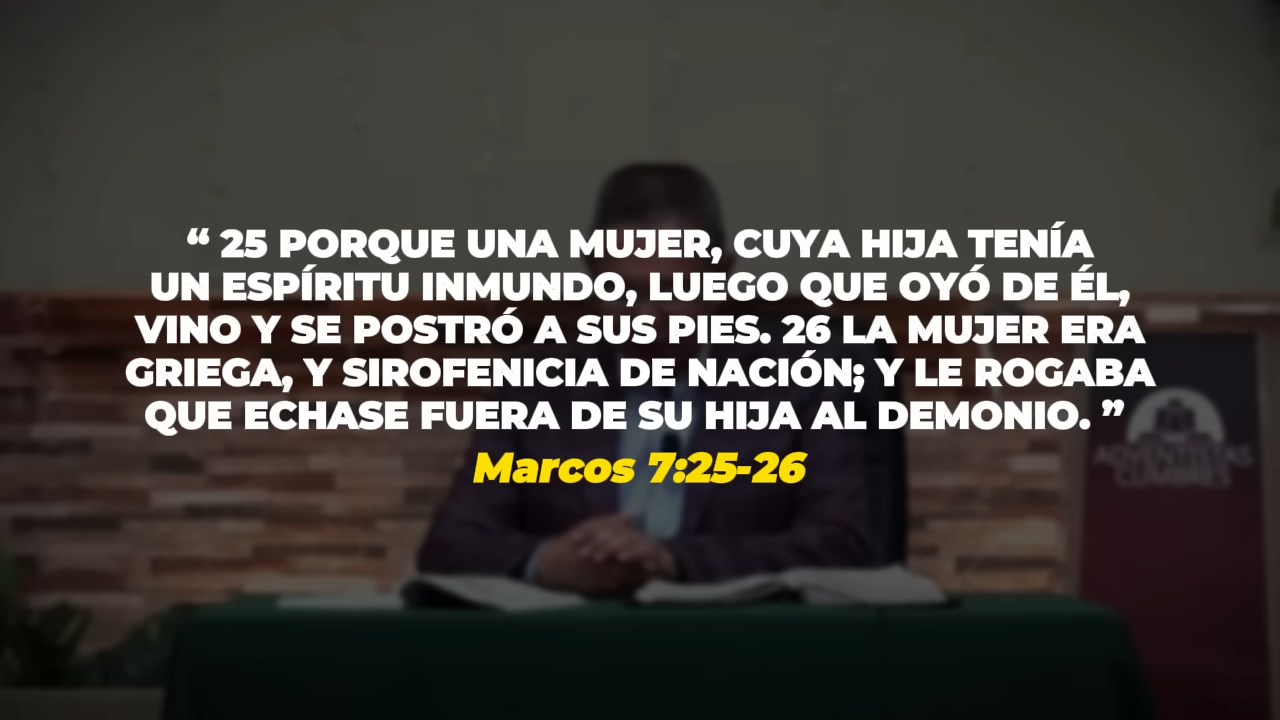 “ 25 PORQUE UNA MUJER, CUYA HIJA TENÍA
UN ESPÍRITU INMUNDO, LUEGO QUE OYÓ DE ÉL,
VINO Y SE POSTRÓ A SUS PIES. 26 LA MUJER ERA
GRIEGA, Y SIROFENICIA DE NACIÓN; Y LE ROGABA
QUE ECHASE FUERA DE SU HIJA AL DEMONIO. ”
Marcos 7:25-26
ADVENTISTAS
CUMBRES